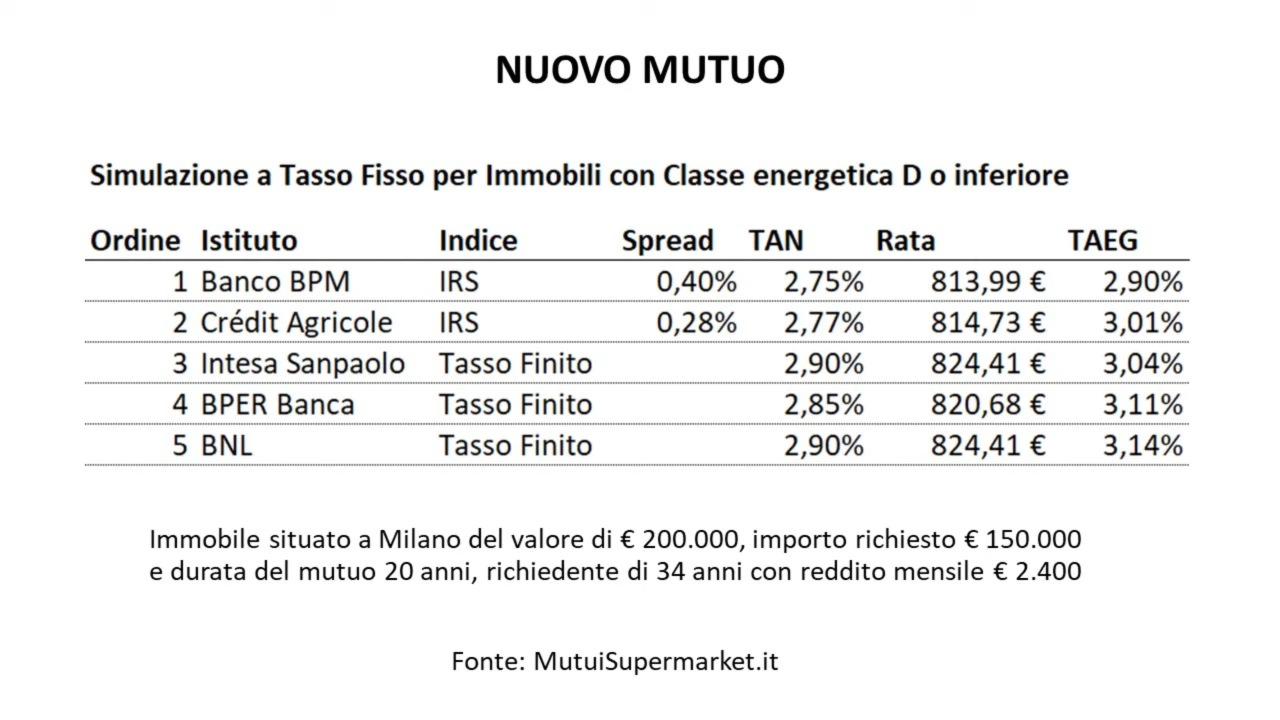 NUOVO MUTUO
Simulazione a Tasso Fisso per Immobili con Classe energetica D o inferiore
Ordine Istituto Indice Spread TAN Rata TAEG
1 Banco BPM IRS 0,40% 2,75% 813,99 € 2,90%
2 Crédit Agricole IRS 0,28% 2,77% 814,73 € 3,01%
3 Intesa Sanpaolo Tasso Finito 2,90% 824,41 € 3,04%
4 BPER Banca Tasso Finito 2,85% 820,68 € 3,11%
5 BNL Tasso Finito 2,90% 824,41 € 3,14%
Immobile situato a Milano del valore di € 200.000, importo richiesto € 150.000
e durata del mutuo 20 anni, richiedente di 34 anni con reddito mensile € 2.400
Fonte: MutuiSupermarket.it